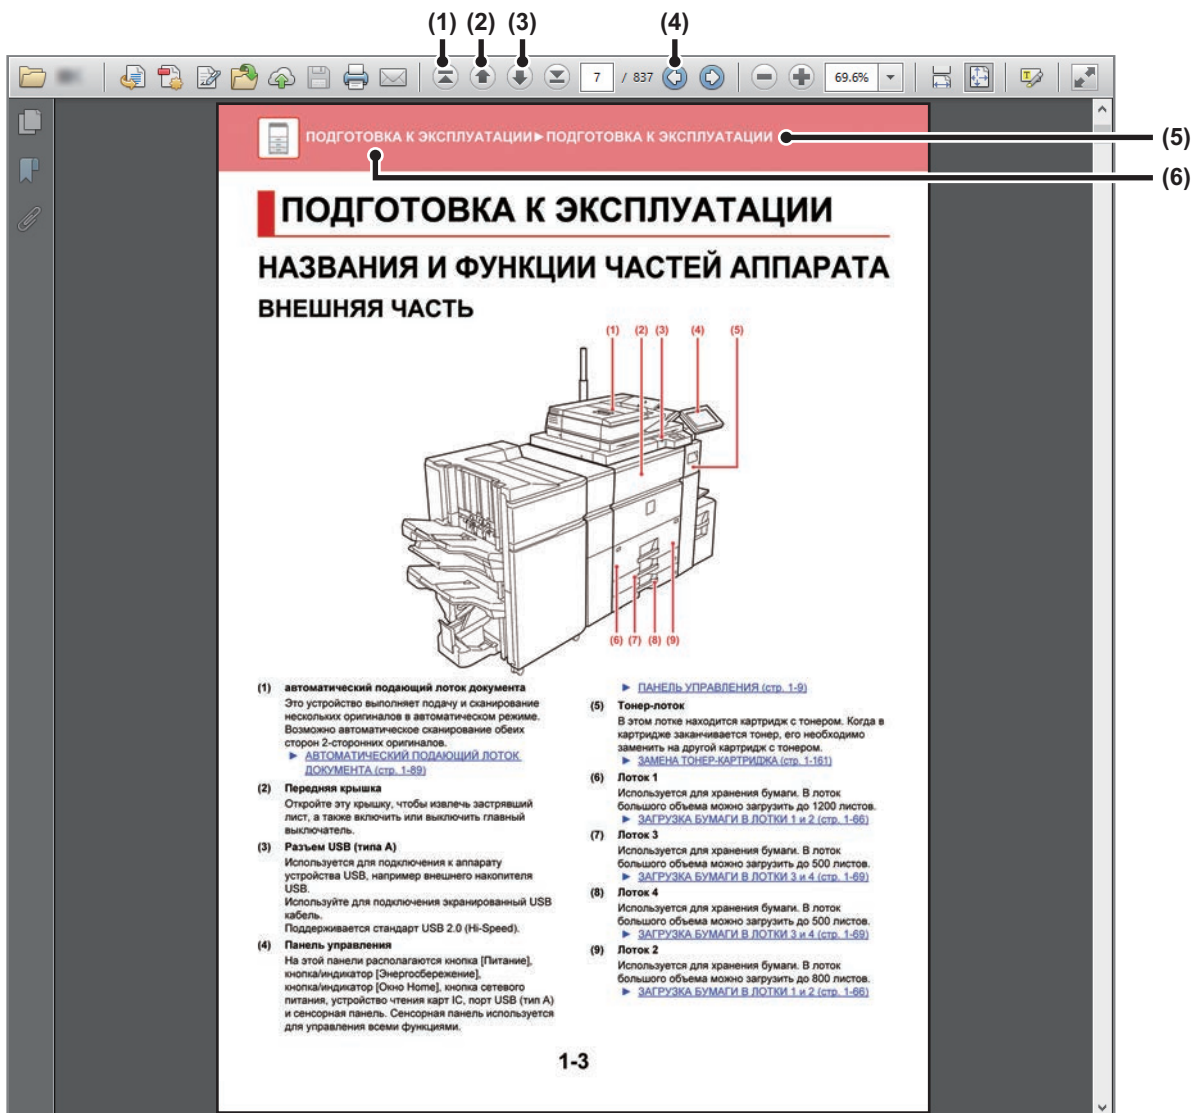 (1) (2) (3) (4)
7 / 837 69.6%
ПОДГОТОВКА К ЭКСПЛУАТАЦИИ►ПОДГОТОВКА К ЭКСПЛУАТАЦИИ
(5)
(6)
ПОДГОТОВКА К ЭКСПЛУАТАЦИИ
НАЗВАНИЯ И ФУНКЦИИ ЧАСТЕЙ АППАРАТА
ВНЕШНЯЯ ЧАСТЬ
(1) (2) (3) (4) (5)
(6) (7) (8) (9)
(1) автоматический подающий лоток документа
Это устройство выполняет подачу и сканирование
нескольких оригиналов в автоматическом режиме.
Возможно автоматическое сканирование обеих
сторон 2-сторонних оригиналов.
► АВТОМАТИЧЕСКИЙ ПОДАЮЩИЙ ЛОТОК
ДОКУМЕНТА (стр. 1-89)
(2) Передняя крышка
Откройте эту крышку, чтобы извлечь застрявший
лист, а также включить или выключить главный
выключатель.
(3) Разъем USB (типа A)
Используется для подключения к аппарату
устройства USB, например внешнего накопителя
USB.
Используйте для подключения экранированный USB
кабель.
Поддерживается стандарт USB 2.0 (Hi-Speed).
(4) Панель управления
На этой панели располагаются кнопка [Питание],
кнопка/индикатор [Энергосбережение],
кнопка/индикатор [Окно Home], кнопка сетевого
питания, устройство чтения карт IC, порт USB (тип A)
и сенсорная панель. Сенсорная панель используется
для управления всеми функциями.
► ПАНЕЛЬ УПРАВЛЕНИЯ (стр. 1-9)
(5) Тонер-лоток
В этом лотке находится картридж с тонером. Когда в
картридже заканчивается тонер, его необходимо
заменить на другой картридж с тонером.
► ЗАМЕНА ТОНЕР-КАРТРИДЖА (стр. 1-161)
(6) Лоток 1
Используется для хранения бумаги. В лоток
большого объема можно загрузить до 1200 листов.
► ЗАГРУЗКА БУМАГИ В ЛОТКИ 1 и 2 (стр. 1-66)
(7) Лоток 3
Используется для хранения бумаги. В лоток
большого объема можно загрузить до 500 листов.
► ЗАГРУЗКА БУМАГИ В ЛОТКИ 3 и 4 (стр. 1-69)
(8) Лоток 4
Используется для хранения бумаги. В лоток
большого объема можно загрузить до 500 листов.
► ЗАГРУЗКА БУМАГИ В ЛОТКИ 3 и 4 (стр. 1-69)
(9) Лоток 2
Используется для хранения бумаги. В лоток
большого объема можно загрузить до 800 листов.
► ЗАГРУЗКА БУМАГИ В ЛОТКИ 1 и 2 (стр. 1-66)
1-3